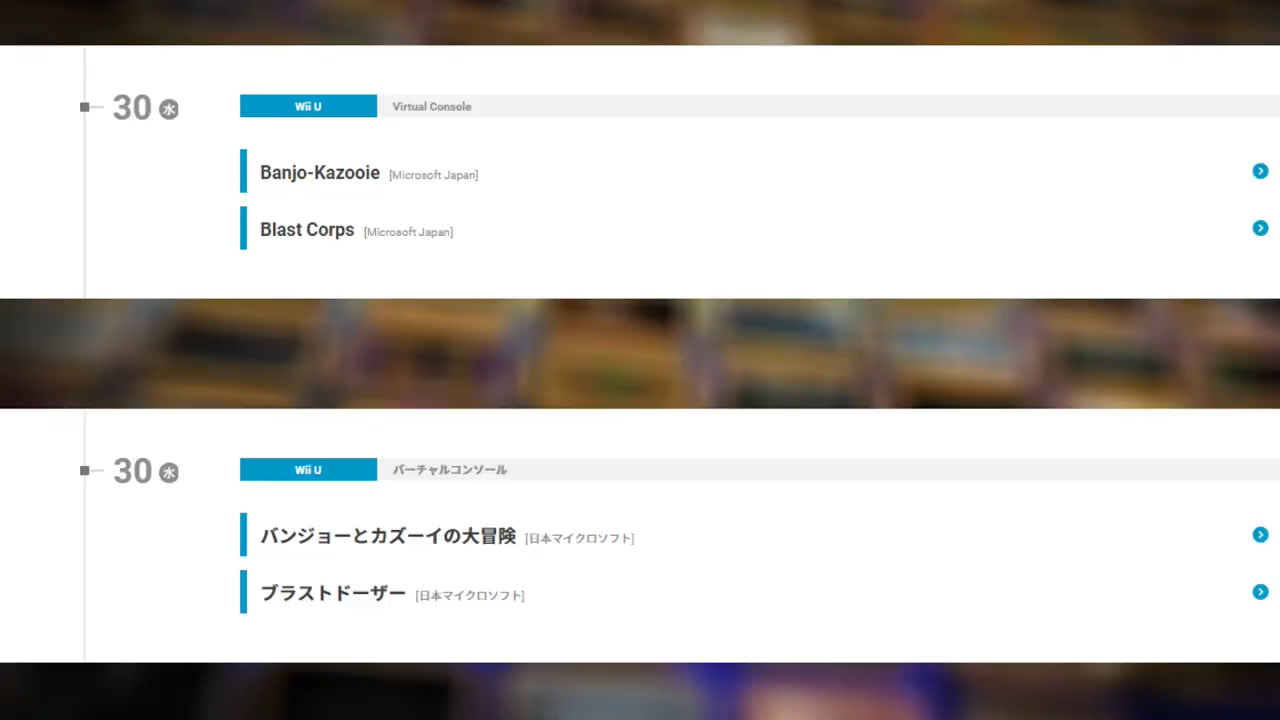 30 水
Wii U Virtual Console
Banjo-Kazooie [Microsoft Japan]
Blast Corps [Microsoft Japan]
30 水
Wii U バーチャルコンソール
バンジョーとカズーイの大冒険 [日本マイクロソフト]
ブラストドーザー [日本マイクロソフト]